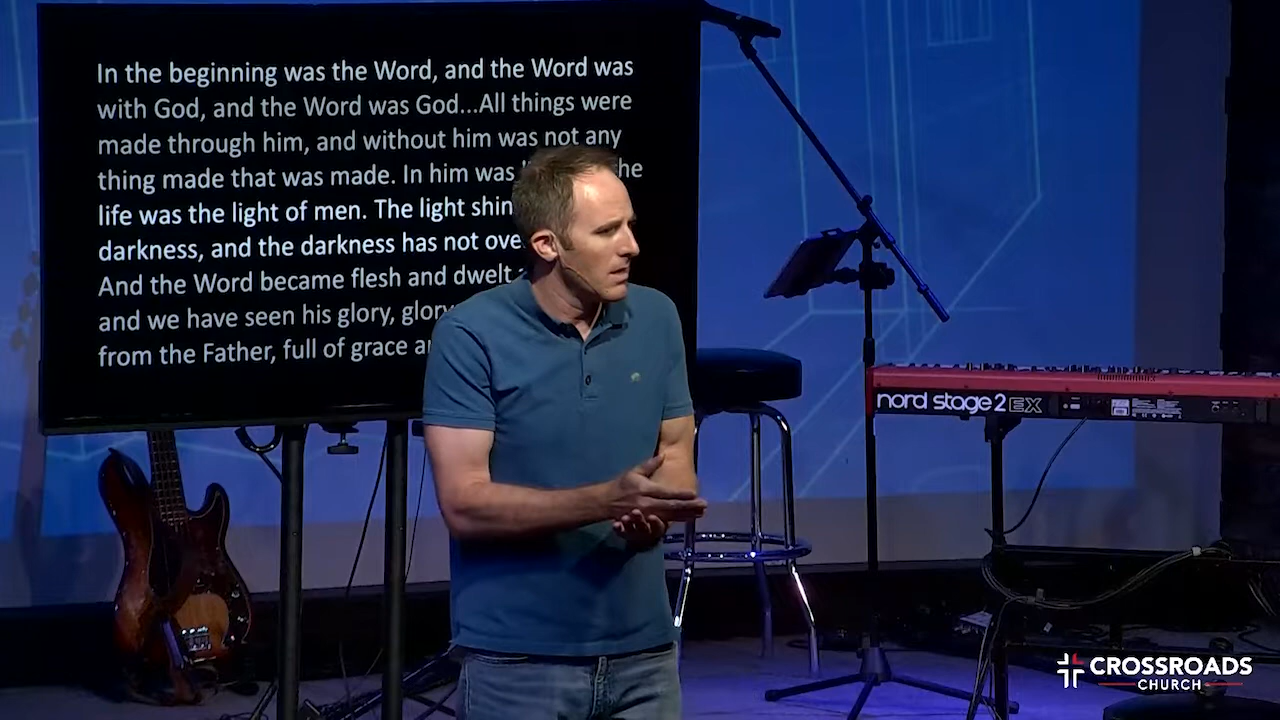 In the beginning was the Word, and the Word was
with God, and the Word was God...All things were
made through him, and without him was not any
thing made that was made. In him was he
life was the light of men. The light shin
darkness, and the darkness has not ove
And the Word became flesh and dwelt
and we have seen his glory, glory
from the Father, full of grace a
nord stage 2 EX
CROSSROADS
CHURCH